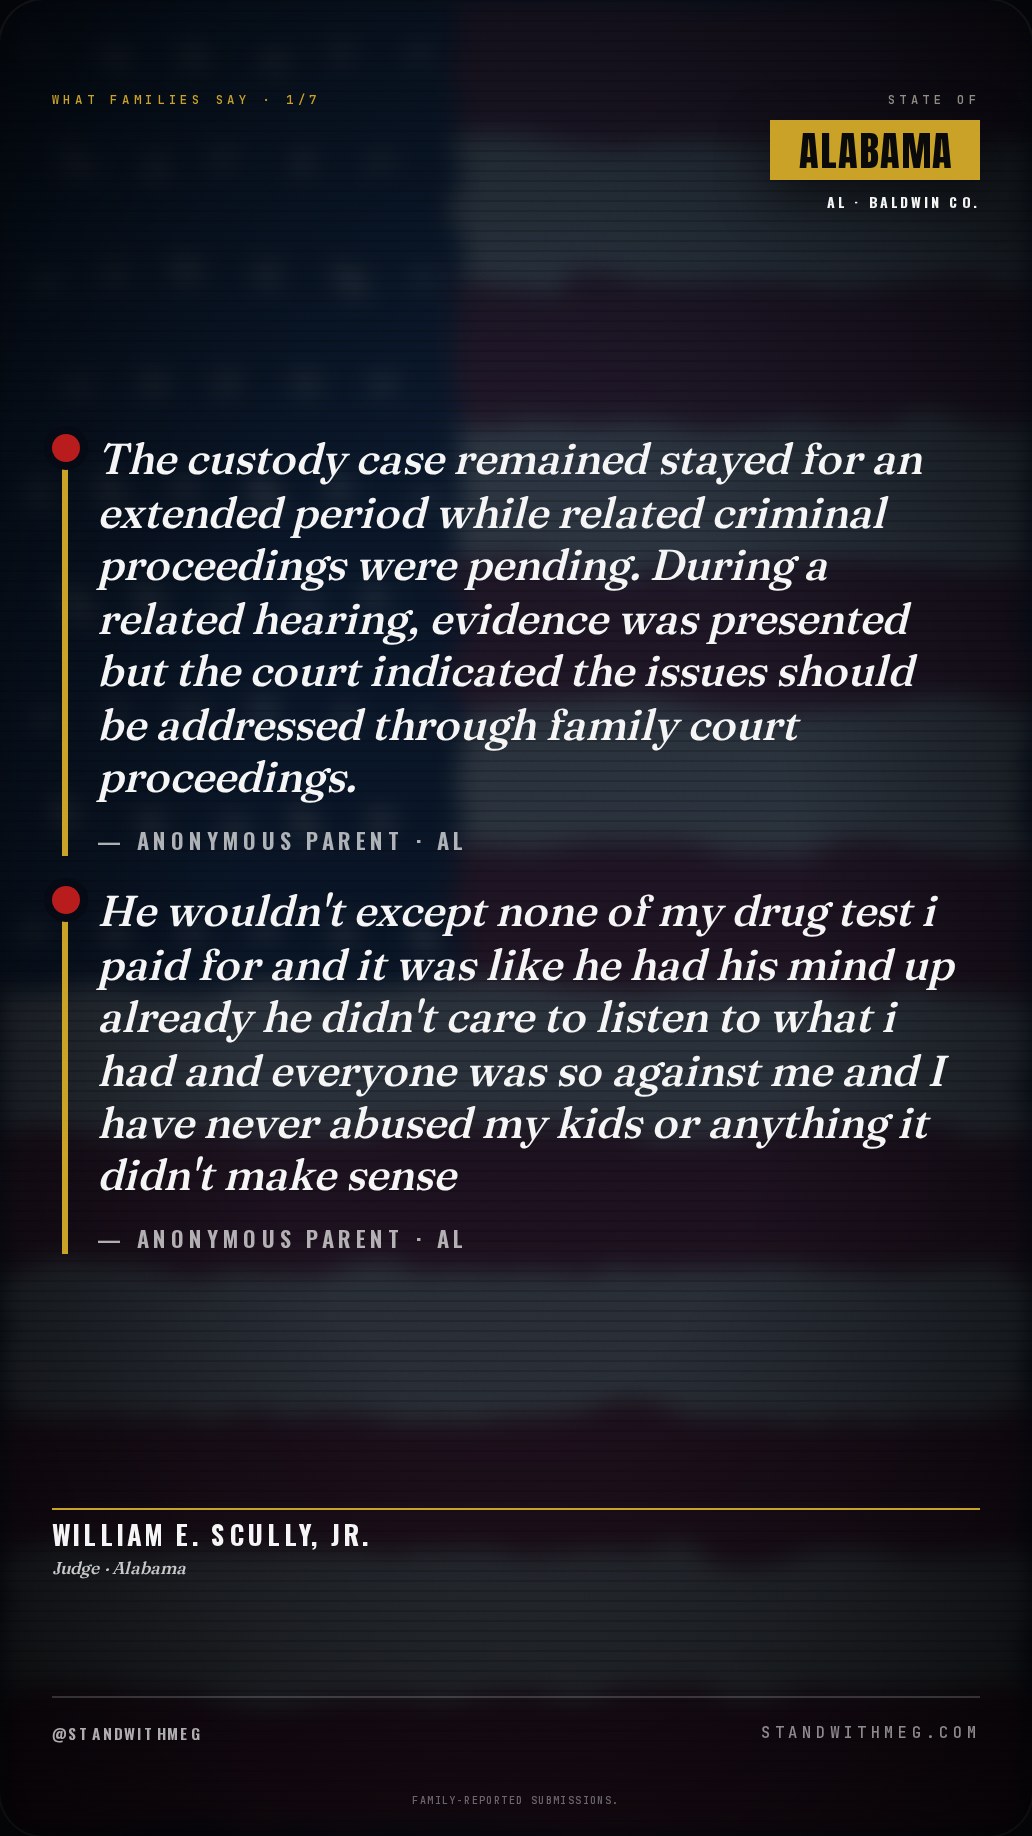 WHAT FAMILIES SAY · 1/7
STATE OF
ALABAMA
AL · BALDWIN CO.
The custody case remained stayed for an
extended period while related criminal
proceedings were pending. During a
related hearing, evidence was presented
but the court indicated the issues should
be addressed through family court
proceedings.
— ANONYMOUS PARENT · AL
He wouldn't except none of my drug test i
paid for and it was like he had his mind up
already he didn't care to listen to what i
had and everyone was so against me and I
have never abused my kids or anything it
didn't make sense
— ANONYMOUS PARENT · AL
WILLIAM E. SCULLY, JR.
Judge · Alabama
@STANDWITHMEG
STANDWITHMEG.COM
FAMILY-REPORTED SUBMISSIONS.